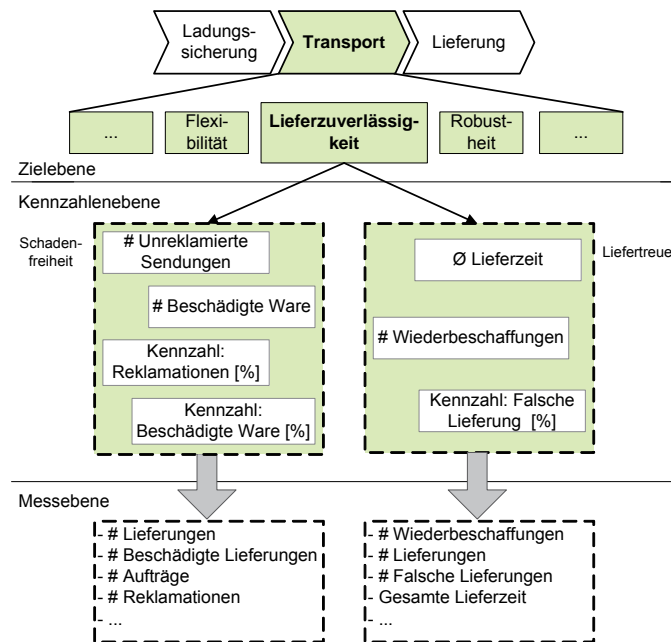 Ladungs-
sicherung
Transport
Lieferung
...
Flexi-
bilität
Lieferzuverlässig-
keit
Robust-
heit
...
Zielebene
Kennzahlenebene
Schaden-
freiheit
# Unreklamierte
Sendungen
# Beschädigte Ware
Kennzahl:
Reklamationen [%]
Kennzahl:
Beschädigte Ware [%]
Liefertreue
Ø Lieferzeit
# Wiederbeschaffungen
Kennzahl: Falsche
Lieferung [%]
Messebene
- # Lieferungen
- # Beschädigte Lieferungen
- # Aufträge
- # Reklamationen
- ...
- # Wiederbeschaffungen
- # Lieferungen
- # Falsche Lieferungen
- Gesamte Lieferzeit
- ...